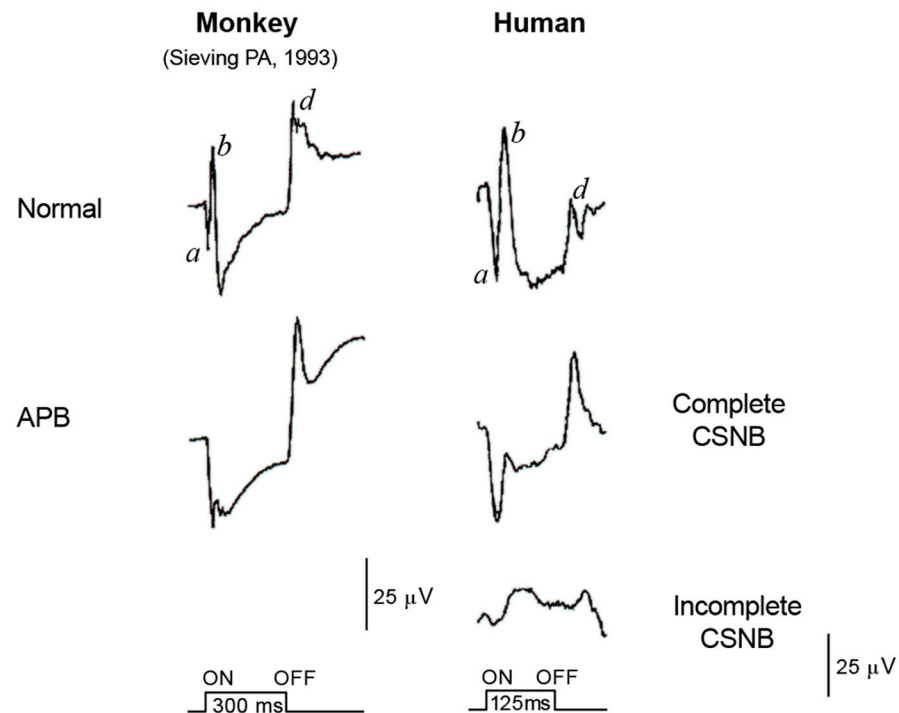 Monkey
(Sieving PA, 1993)
Human
Normal
a
b
d
a
b
d
APB
Complete
CSNB
25 μV
Incomplete
CSNB
25 μV
ON OFF
300 ms
ON OFF
125ms